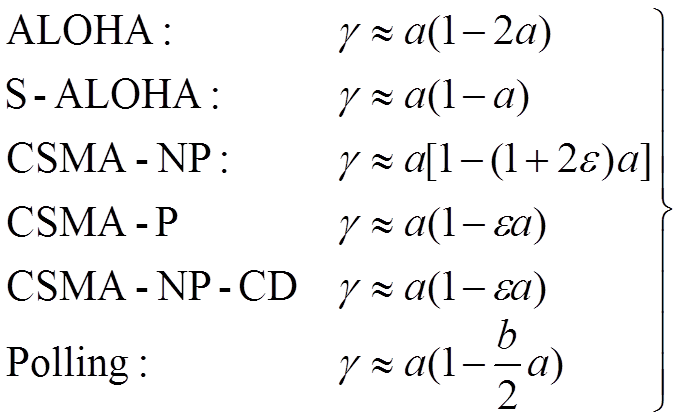 ALOHA : γ ≈ a(1 − 2a)
S - ALOHA : γ ≈ a(1 − a)
CSMA - NP : γ ≈ a[1 − (1 + 2ε)a]
CSMA - P γ ≈ a(1 − εa)
CSMA - NP - CD γ ≈ a(1 − εa)
Polling : γ ≈ a(1 − b/2 a)